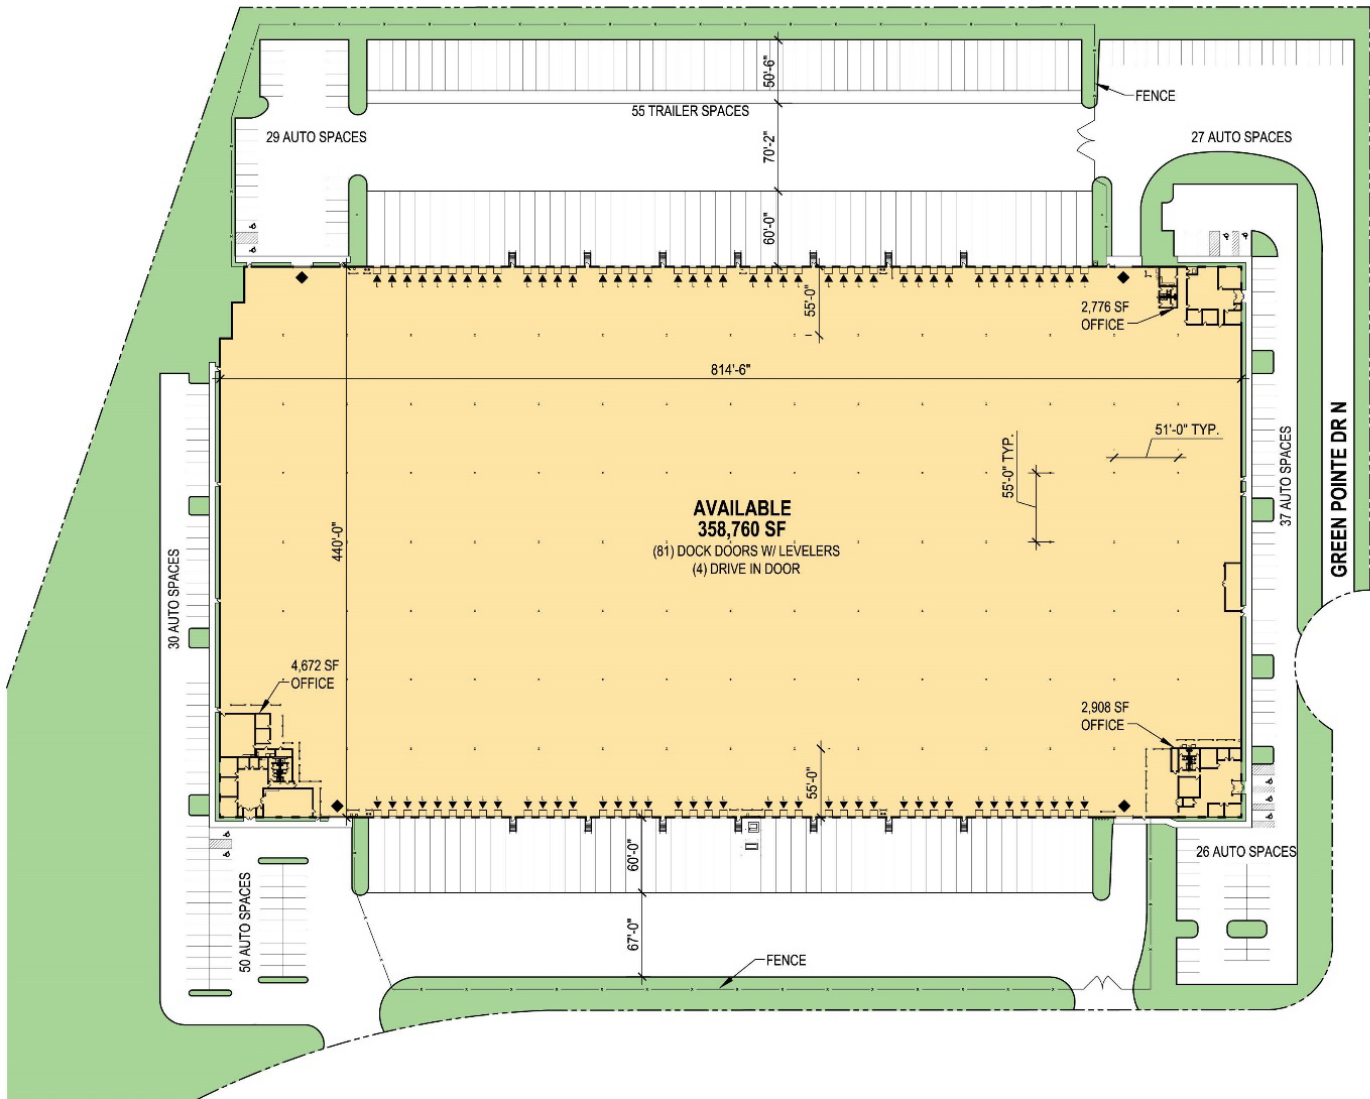 50'-6"
FENCE
55 TRAILER SPACES
29 AUTO SPACES
27 AUTO SPACES
70'-2"
60'-0"
55'-0"
2,776 SF
OFFICE
814'-6"
51'-0" TYP.
55'-0" TYP.
GREEN POINTE DR N
37 AUTO SPACES
AVAILABLE
358,760 SF
(81) DOCK DOORS W/ LEVELERS
(4) DRIVE IN DOOR
440'-0"
30 AUTO SPACES
4,672 SF
OFFICE
2,908 SF
OFFICE
55'-0"
60'-0"
26 AUTO SPACES
50 AUTO SPACES
67'-0"
FENCE